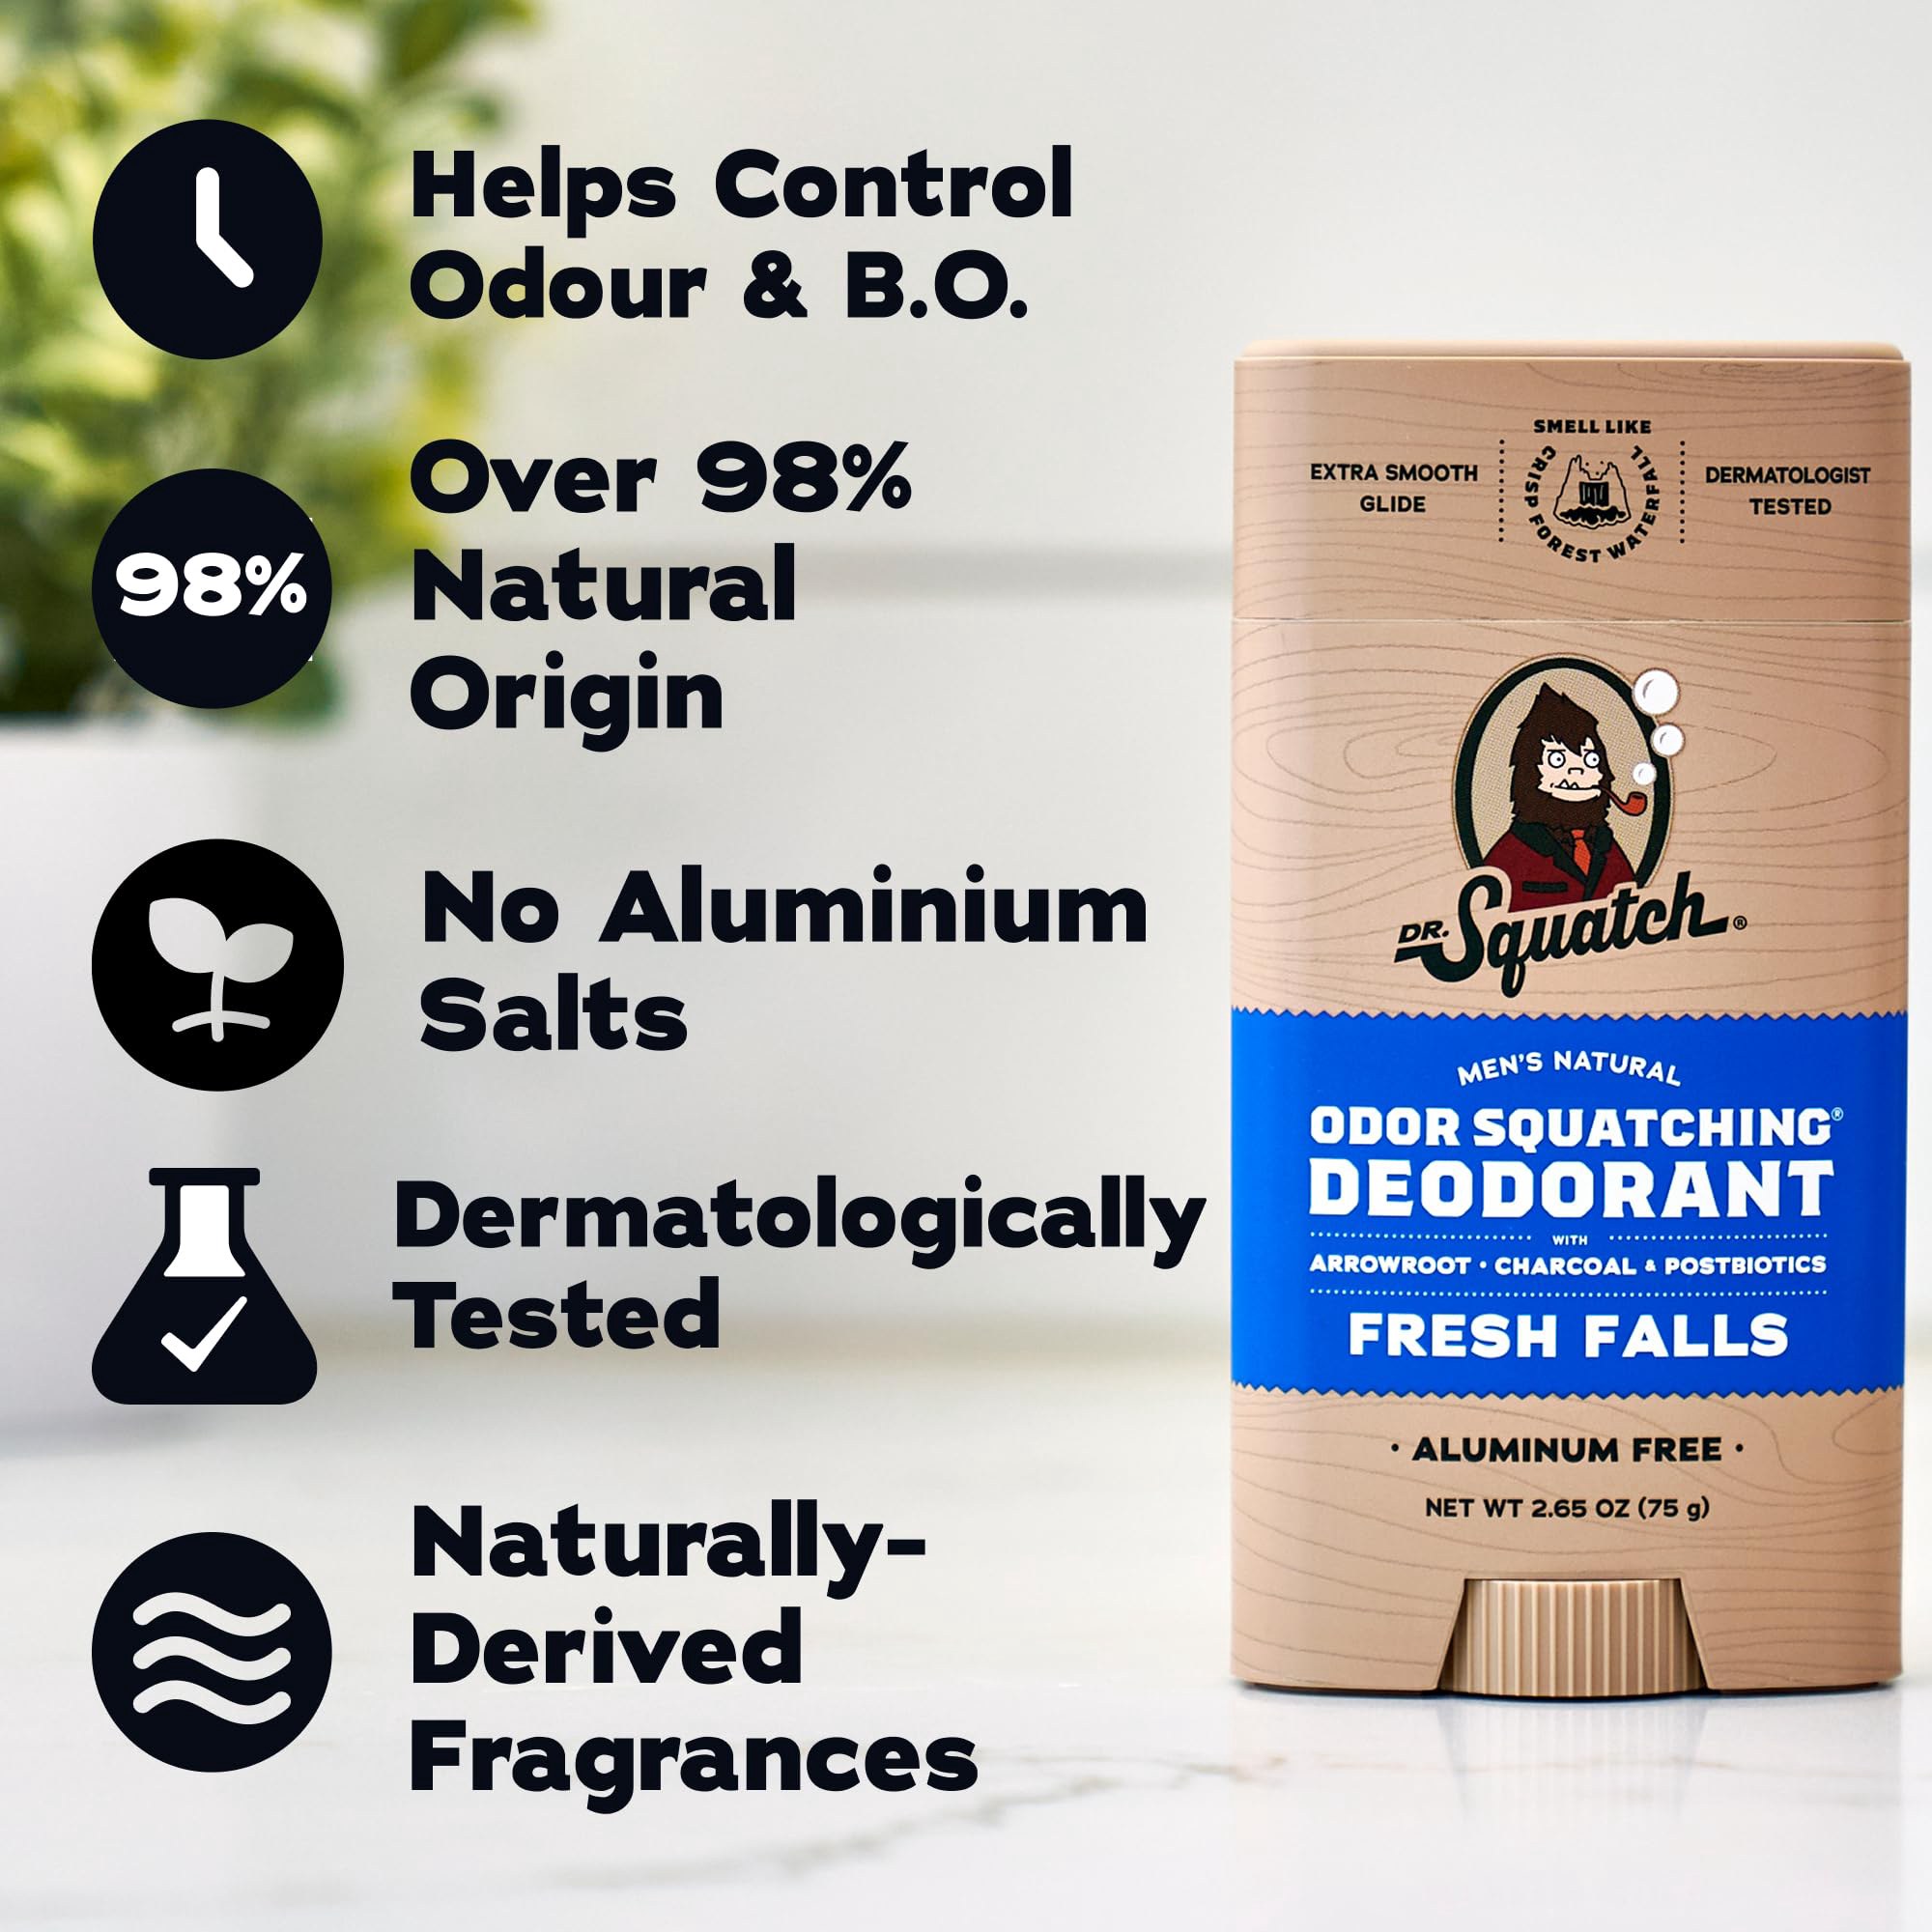 Helps Control
Odour & B.O.
98%
Over 98%
Natural
Origin
No Aluminium
Salts
Dermatologically
Tested
Naturally-
Derived
Fragrances
EXTRA SMOOTH
GLIDE
SMELL LIKE
CRISP FOREST WATERFALL
DERMATOLOGIST
TESTED
DR. Squatch®
MEN'S NATURAL
ODOR SQUATCHING®
DEODORANT
WITH
ARROWROOT • CHARCOAL & POSTBIOTICS
FRESH FALLS
• ALUMINUM FREE •
NET WT 2.65 OZ (75 g)